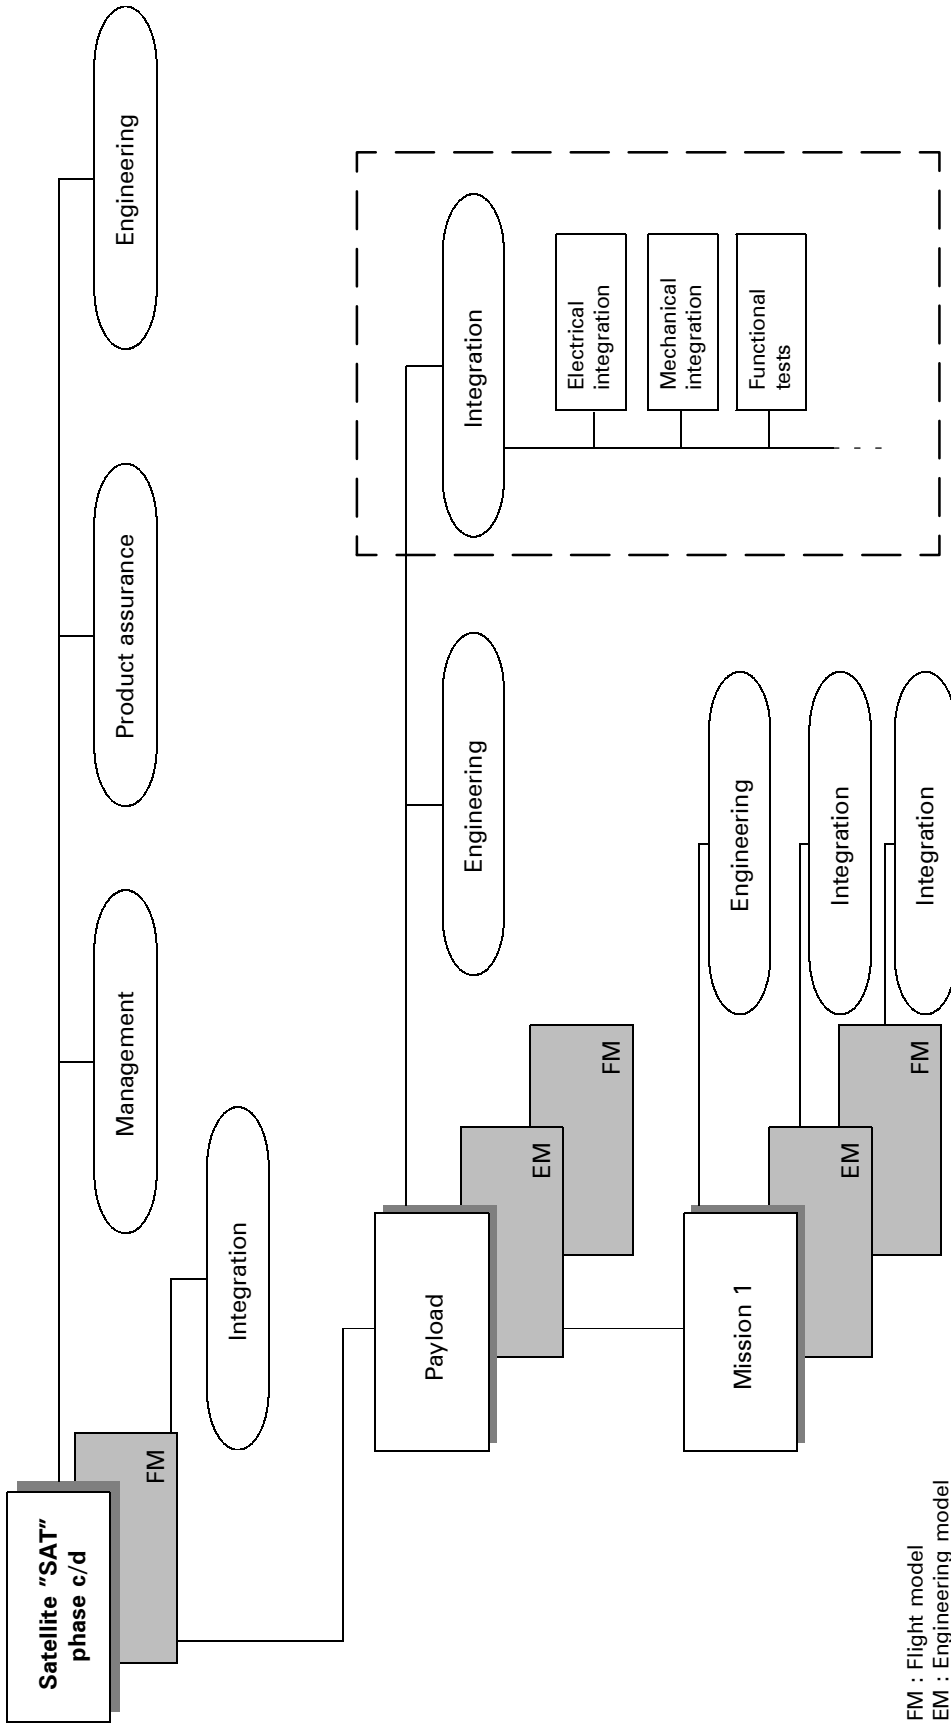 Satellite "SAT"
phase c/d
FM
Management
Product assurance
Engineering
Integration
Payload
EM
FM
Engineering
Integration
Electrical
integration
Mechanical
integration
Functional
tests
Mission 1
EM
FM
Engineering
Integration
Integration
FM : Flight model
EM : Engineering model